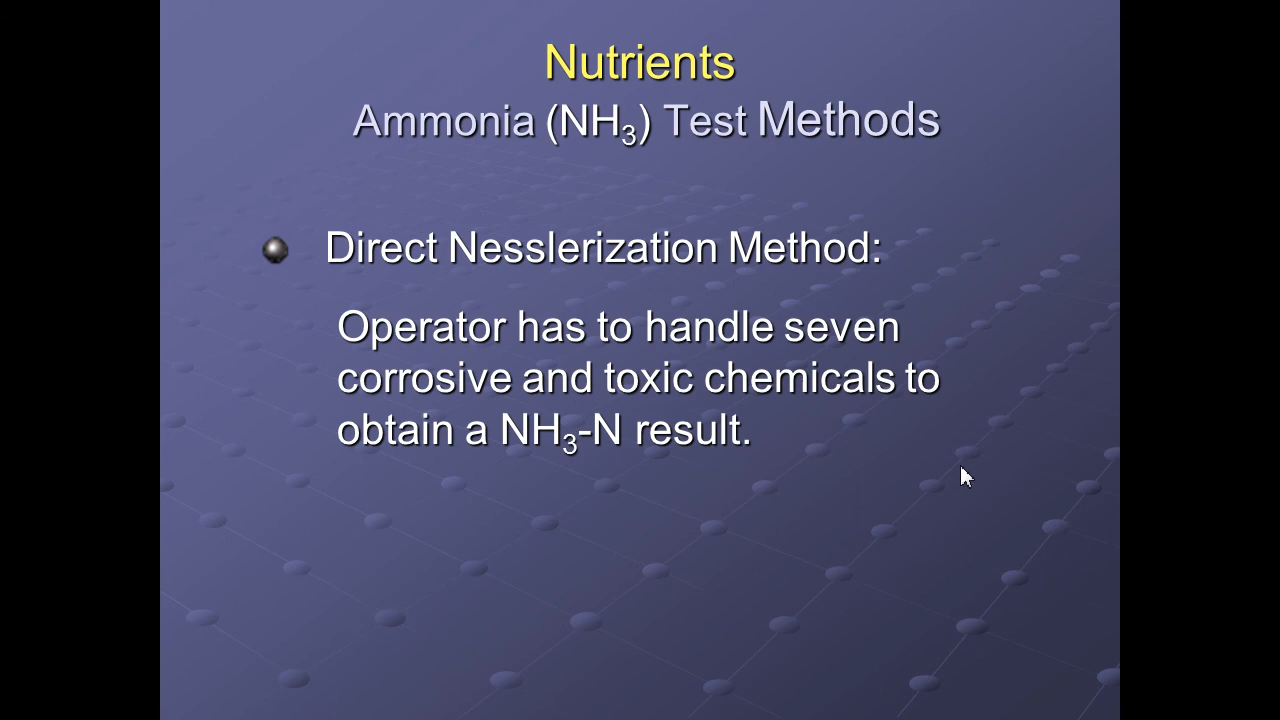 Nutrients
Ammonia (NH₃) Test Methods
Direct Nesslerization Method:
Operator has to handle seven
corrosive and toxic chemicals to
obtain a NH₃-N result.